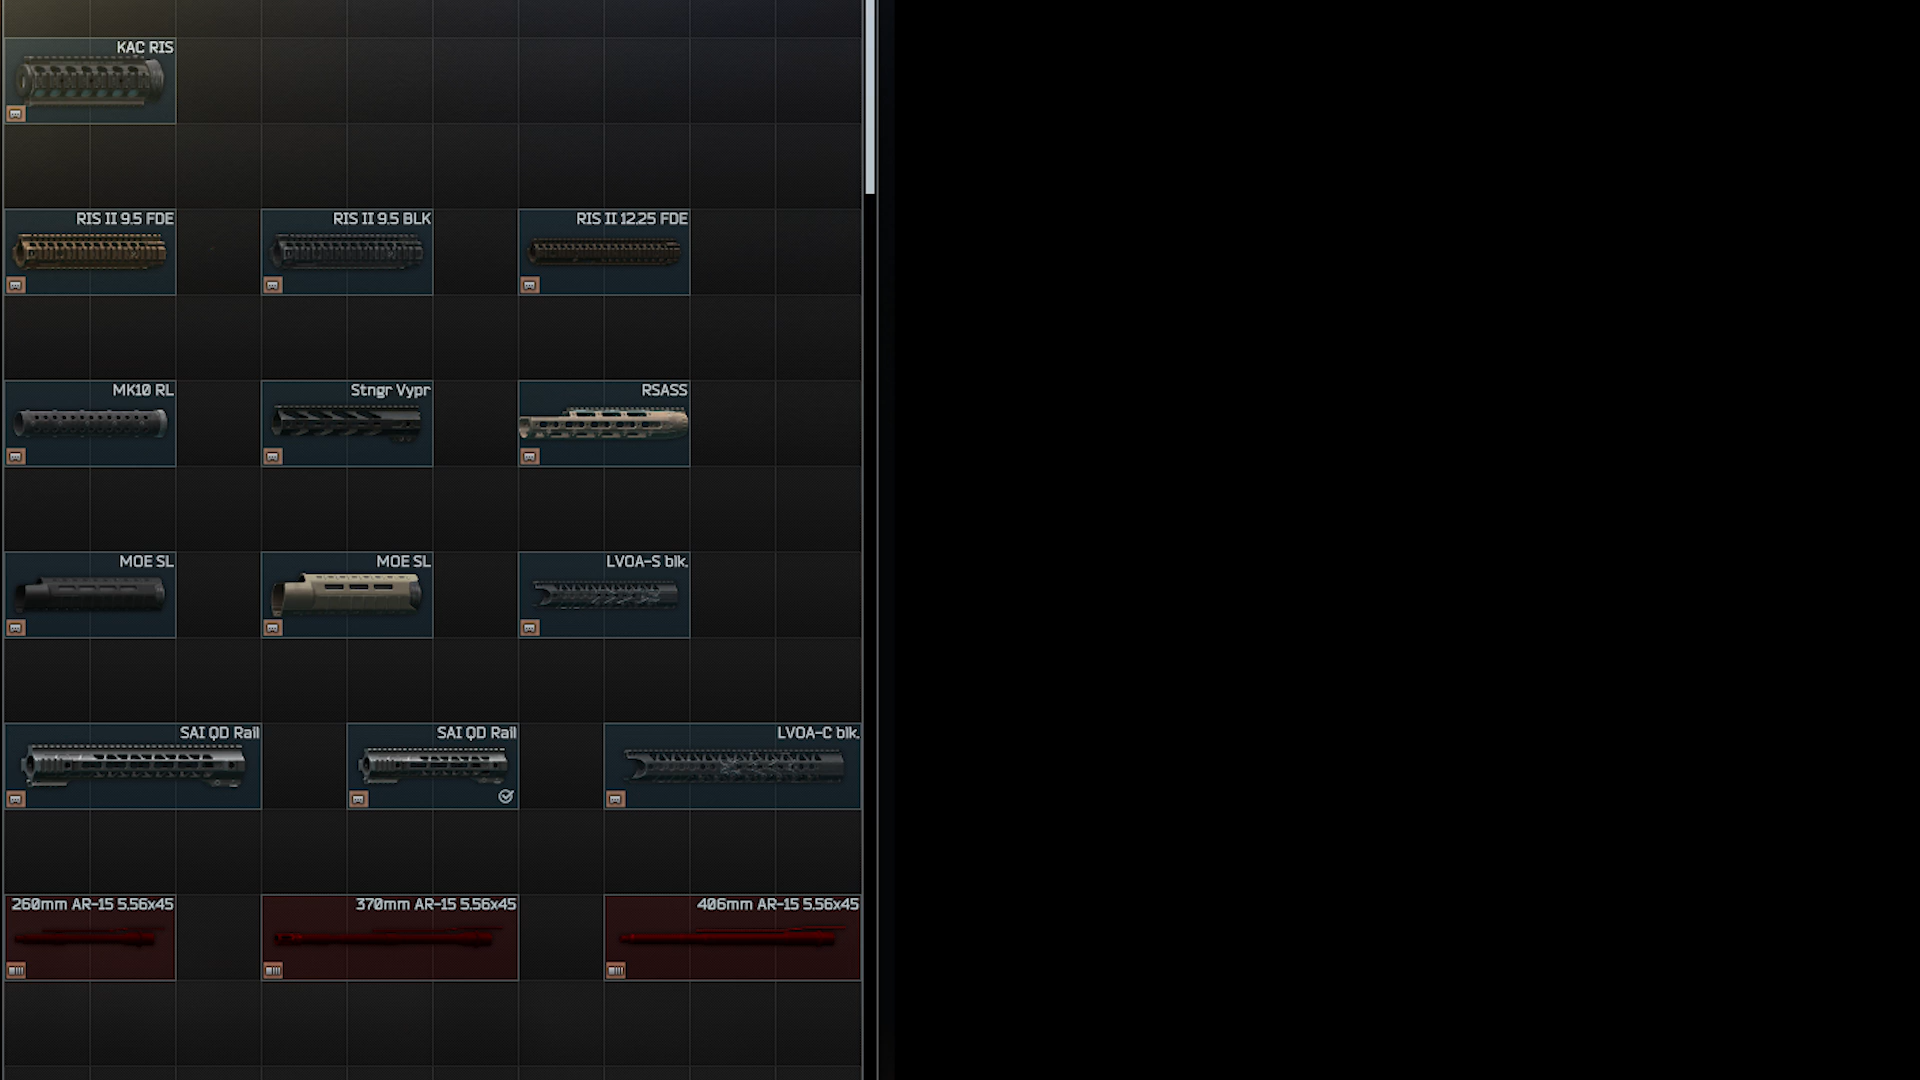 KAC RIS
RIS II 9.5 FDE
RIS II 9.5 BLK
RIS II 12.25 FDE
MK10 RL
Stngr Vypr
RSASS
MOE SL
MOE SL
LVOA-S blk.
SAI QD Rail
SAI QD Rail
LVOA-C blk.
260mm AR-15 5.56x45
370mm AR-15 5.56x45
406mm AR-15 5.56x45